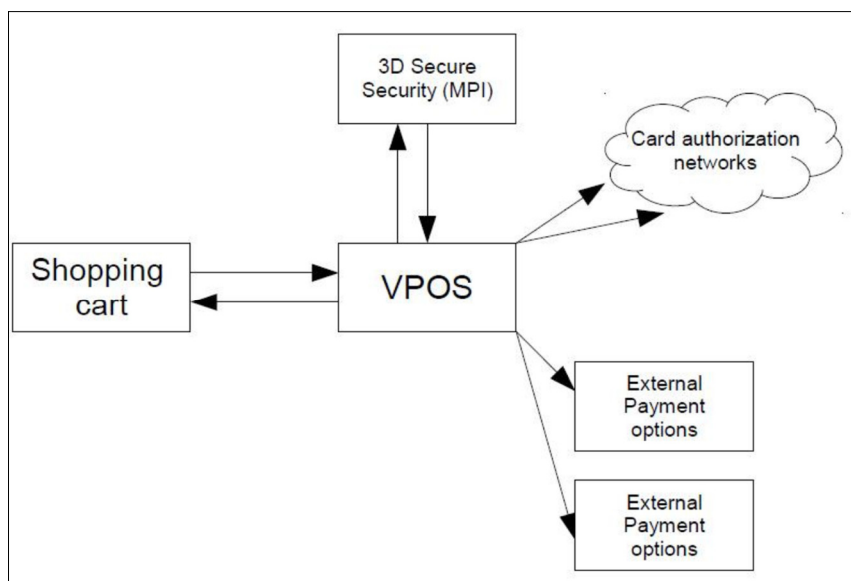 3D Secure
Security (MPI)
Card authorization
networks
Shopping
cart
VPOS
External
Payment
options
External
Payment
options